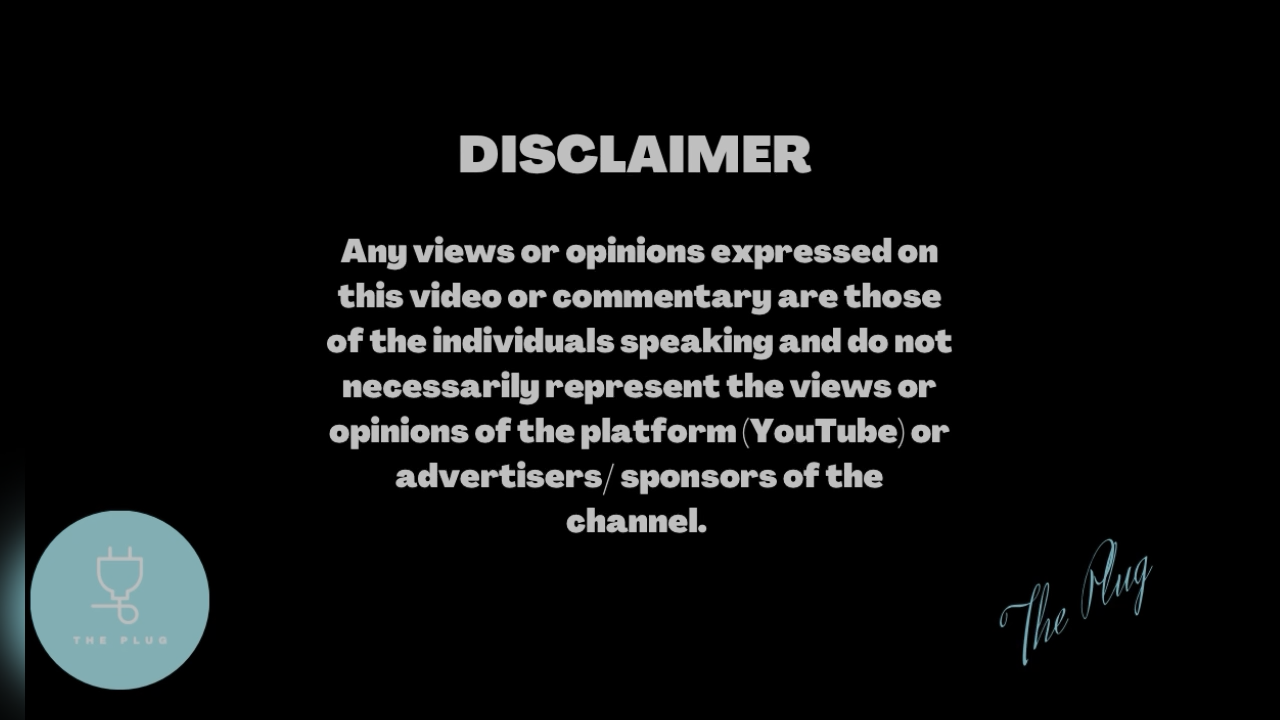 DISCLAIMER
Any views or opinions expressed on
this video or commentary are those
of the individuals speaking and do not
necessarily represent the views or
opinions of the platform (YouTube) or
advertisers/ sponsors of the
channel.
THE PLUG
The Plug